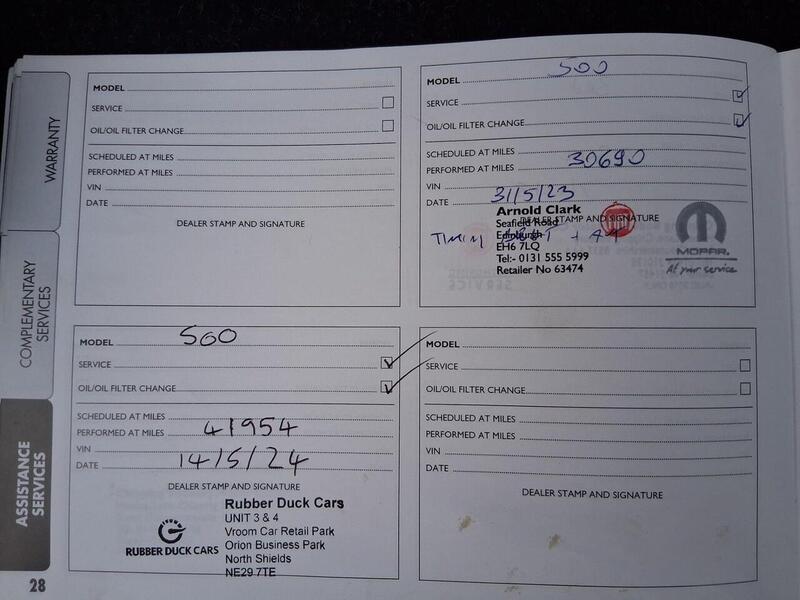 WARRANTY
COMPLEMENTARY
SERVICES
ASSISTANCE
SERVICES
28
MODEL
SERVICE
OIL/OIL FILTER CHANGE
SCHEDULED AT MILES
PERFORMED AT MILES
VIN
DATE
DEALER STAMP AND SIGNATURE
MODEL 500
SERVICE
OIL/OIL FILTER CHANGE
SCHEDULED AT MILES
PERFORMED AT MILES 30690
VIN
DATE 31/5/23
DEALER STAMP AND SIGNATURE
Arnold Clark
Seafield Road
Edinburgh
EH6 7LQ
Tel:- 0131 555 5999
Retailer No 63474
FIAT
MOPAR.
At your service
MODEL 500
SERVICE
OIL/OIL FILTER CHANGE
SCHEDULED AT MILES
PERFORMED AT MILES 41954
VIN
DATE 14/5/24
DEALER STAMP AND SIGNATURE
RUBBER DUCK CARS
Rubber Duck Cars
UNIT 3 & 4
Vroom Car Retail Park
Orion Business Park
North Shields
NE29 7TE
MODEL
SERVICE
OIL/OIL FILTER CHANGE
SCHEDULED AT MILES
PERFORMED AT MILES
VIN
DATE
DEALER STAMP AND SIGNATURE